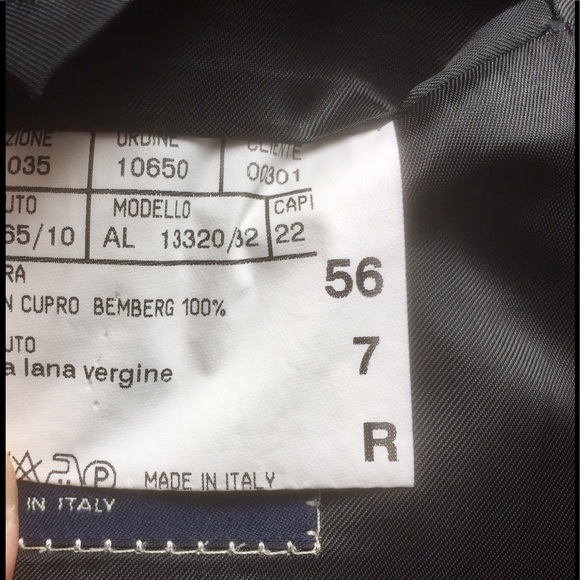 ZIONE ORDINE CLIENTE
035 10650 00301
UTO MODELLO CAPI
65/10 AL 13320/32 22
RA 56
N CUPRO BEMBERG 100%
UTO 7
a lana vergine
R
P MADE IN ITALY
IN ITALY